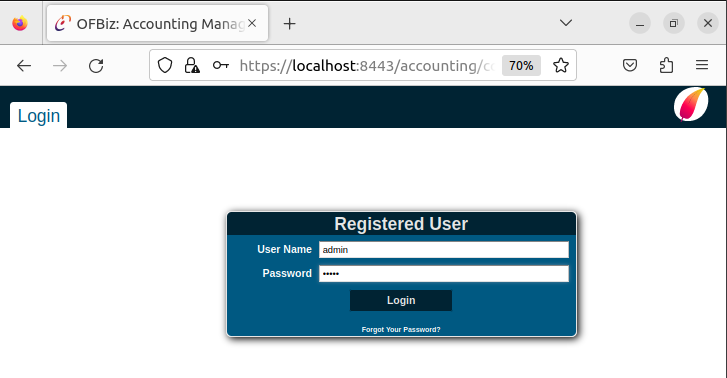 OFBiz: Accounting Manag
https://localhost:8443/accounting/c
70%
Login
Registered User
User Name admin
Password •••••
Login
Forgot Your Password?